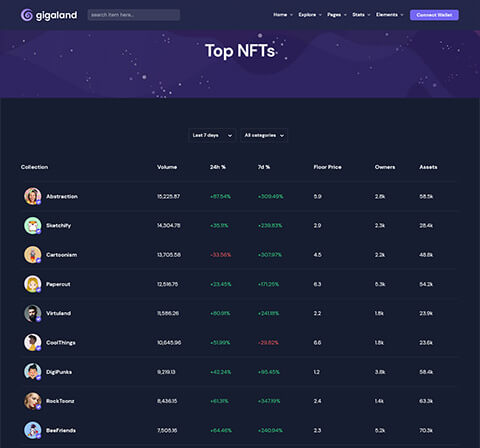 gigaland
search item here...
Home Explore Pages Stats Elements Connect Wallet
Top NFTs
Last 7 days All categories
Collection Volume 24h % 7d % Floor Price Owners Assets
Abstraction 15,225.87 +87.54% +309.49% 5.9 2.8k 58.5k
Sketchify 14,304.78 2.9 2.3k 28.4k
Cartoonism 13,705.58 -33.56% +307.97% 4.5 2.2k 48.8k
Papercut 12,516.75 +23.45% +171.25% 6.3 5.3k 54.2k
Virtuland 11,586.26 +60.91% +241.81% 2.2 1.8k 23.9k
CoolThings 10,645.96 +51.99% -29.82% 6.6 1.8k 23.6k
DigiPunks 9,219.13 +42.24% +95.45% 1.2 3.8k 58.4k
RockToonz 8,436.15 +61.31% +347.19% 2.4 1.4k 63.3k
BeeFriends 7,505.16 +64.46% +240.94% 2.3 5.2k 70.3k